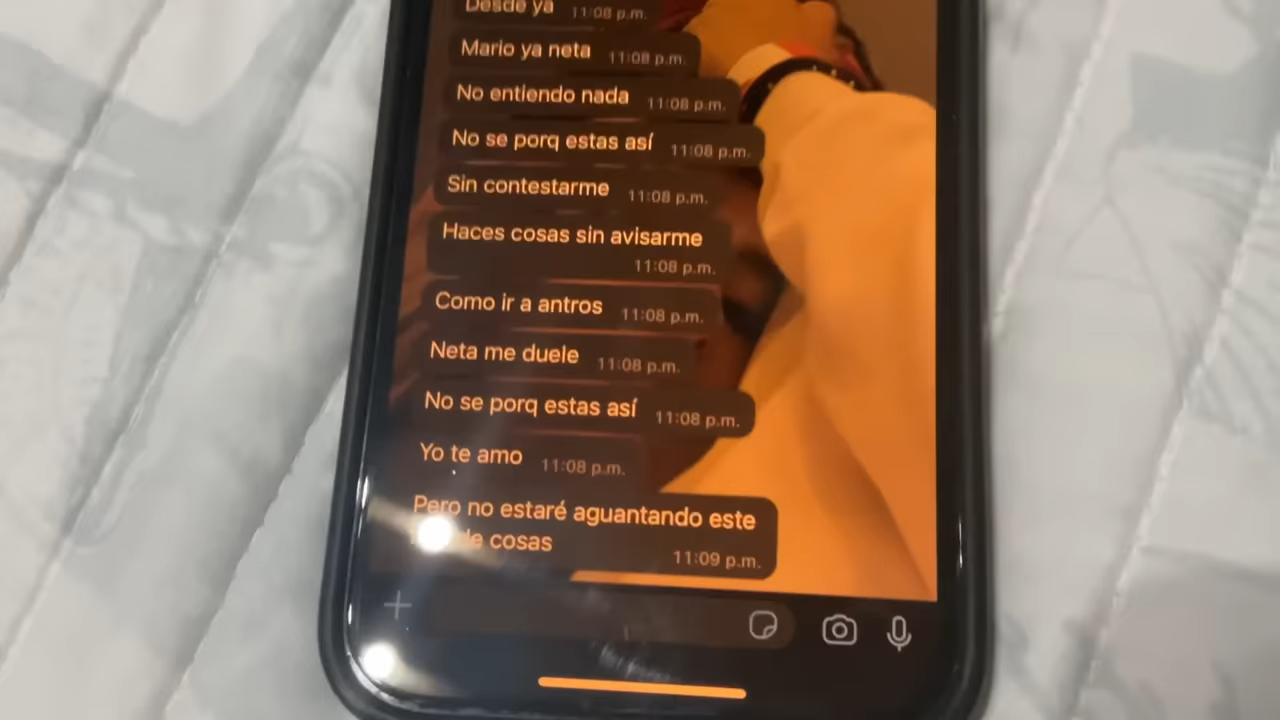 Desde ya 11:08 p.m.
Mario ya neta 11:08 p.m.
No entiendo nada 11:08 p.m.
No se porq estas así 11:08 p.m.
Sin contestarme 11:08 p.m.
Haces cosas sin avisarme
11:08 p.m.
Como ir a antros 11:08 p.m.
Neta me duele 11:08 p.m.
No se porq estas así 11:08 p.m.
Yo te amo 11:08 p.m.
Pero no estaré aguantando este
de cosas 11:09 p.m.